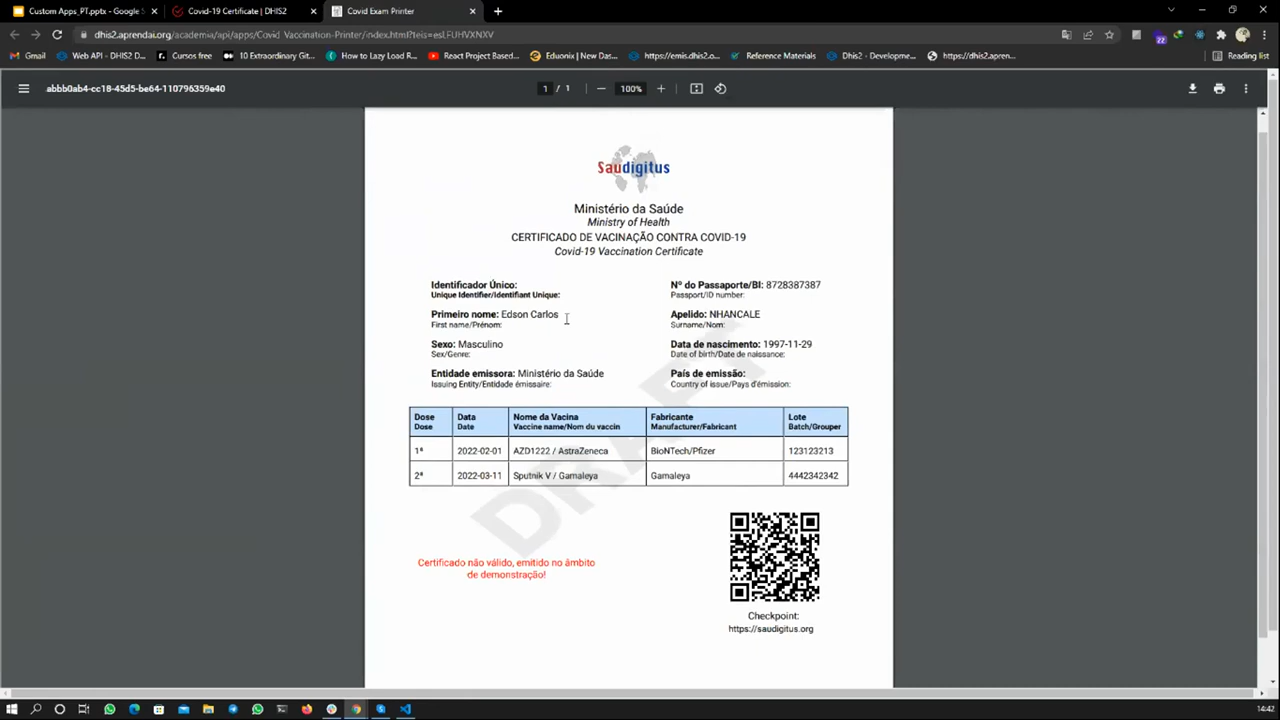 Custom Apps_PT.pptx - Google S
Covid-19 Certificate | DHIS2
Covid Exam Printer
dhis2.aprendai.org/academia/api/apps/Covid_Vaccination-Printer/index.html?teis=esLFUHVXNXV
Gmail
Web API - DHIS2 D...
Cursos free
10 Extraordinary Git...
How to Lazy Load R...
React Project Based...
Eduonix | New Das...
https://emis.dhis2.o...
Reference Materials
Dhis2 - Developme...
https://dhis2.apren...
Reading list
abbb0ab4-cc18-45d5-be64-110796359e40
1 / 1
100%
Saudigitus
Ministério da Saúde
Ministry of Health
CERTIFICADO DE VACINAÇÃO CONTRA COVID-19
Covid-19 Vaccination Certificate
Identificador Único:
Unique Identifier/Identifiant Unique:
Nº do Passaporte/BI: 8728387387
Passport/ID number:
Primeiro nome: Edson Carlos
First name/Prénom:
Apelido: NHANCALE
Surname/Nom:
Sexo: Masculino
Sex/Genre:
Data de nascimento: 1997-11-29
Date of birth/Date de naissance:
Entidade emissora: Ministério da Saúde
Issuing Entity/Entidade émissaire:
País de emissão:
Country of issue/Pays d'émission:
Dose Data Nome da Vacina Fabricante Lote
Dose Date Vaccine name/Nom du vaccin Manufacturer/Fabricant Batch/Grouper
1ª 2022-02-01 AZD1222 / AstraZeneca BioNTech/Pfizer 123123213
2ª 2022-03-11 Sputnik V / Gamaleya Gamaleya 4442342342
DRAFT
Certificado não válido, emitido no âmbito
de demonstração!
Checkpoint:
https://saudigitus.org
14:42